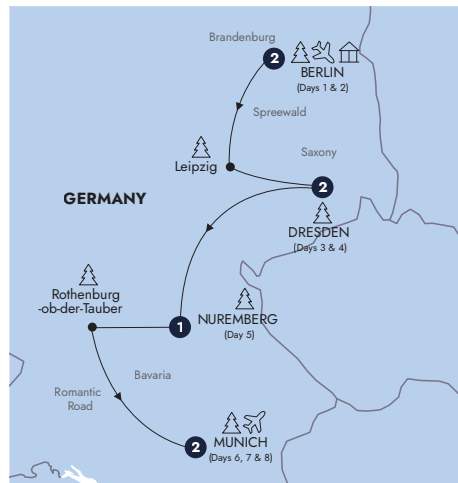 Brandenburg
2
BERLIN
(Days 1 & 2)
Spreewald
Saxony
Leipzig
2
GERMANY
DRESDEN
(Days 3 & 4)
Rothenburg
-ob-der-Tauber
1
NUREMBERG
(Day 5)
Bavaria
Romantic
Road
2
MUNICH
(Days 6, 7 & 8)